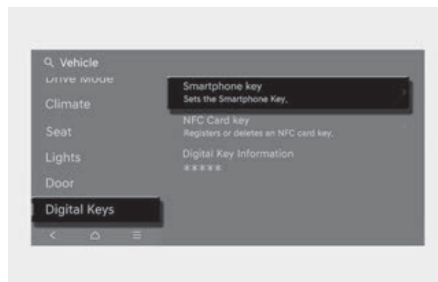 Vehicle
Drive Mode
Climate
Seat
Lights
Door
Digital Keys
Smartphone key
Sets the Smartphone Key.
NFC Card key
Registers or deletes an NFC card key.
Digital Key Information
*****